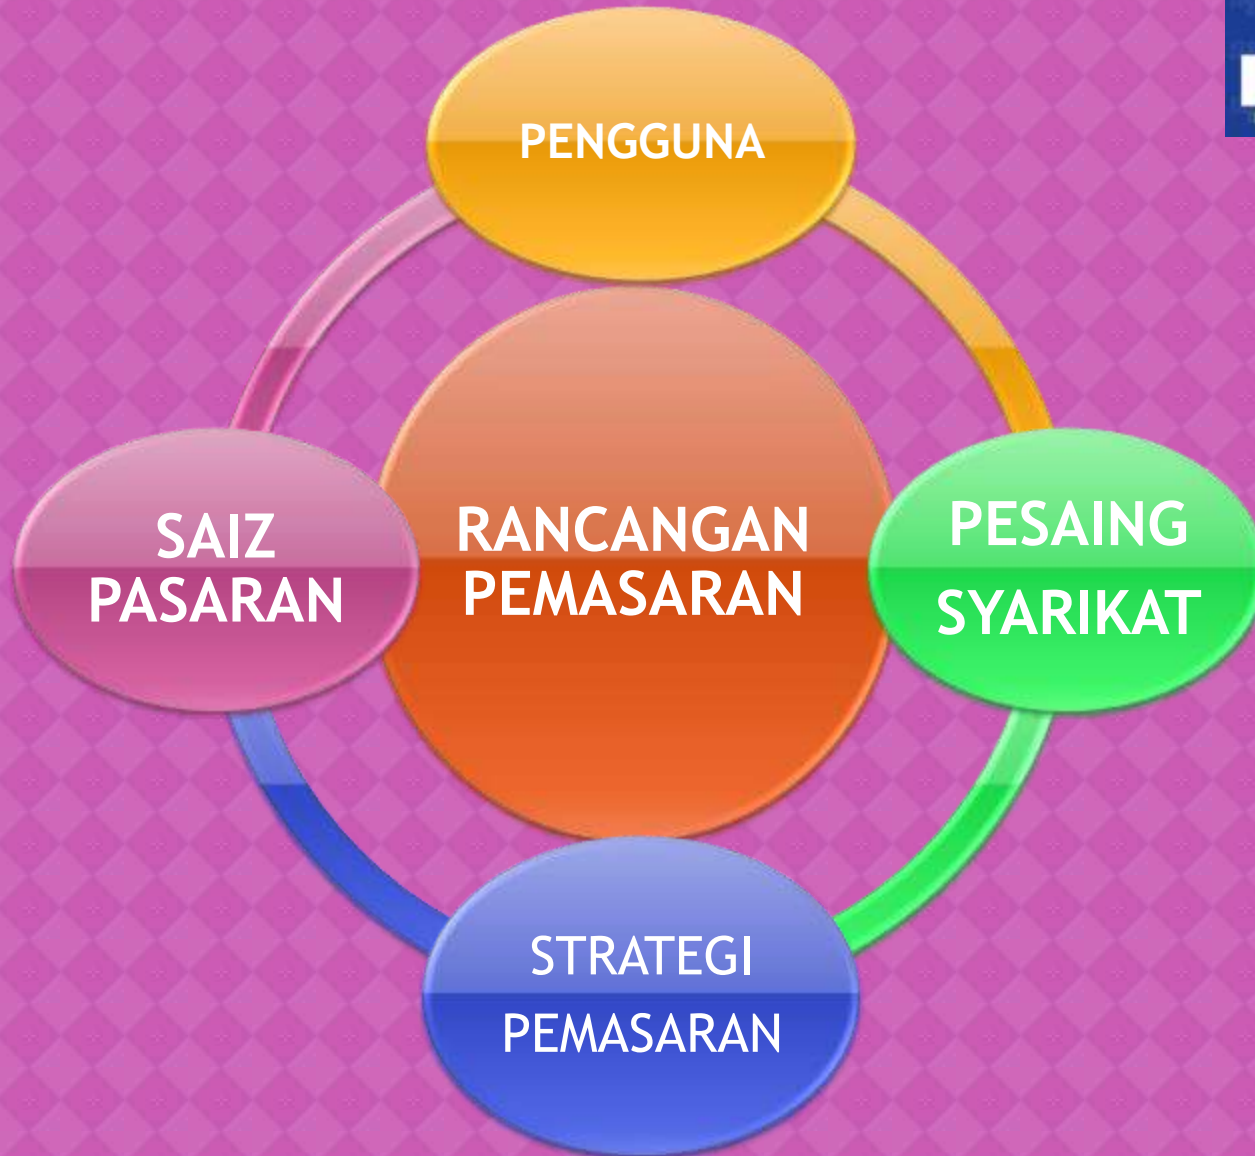 PENGGUNA
SAIZ
PASARAN
RANCANGAN
PEMASARAN
PESAING
SYARIKAT
STRATEGI
PEMASARAN